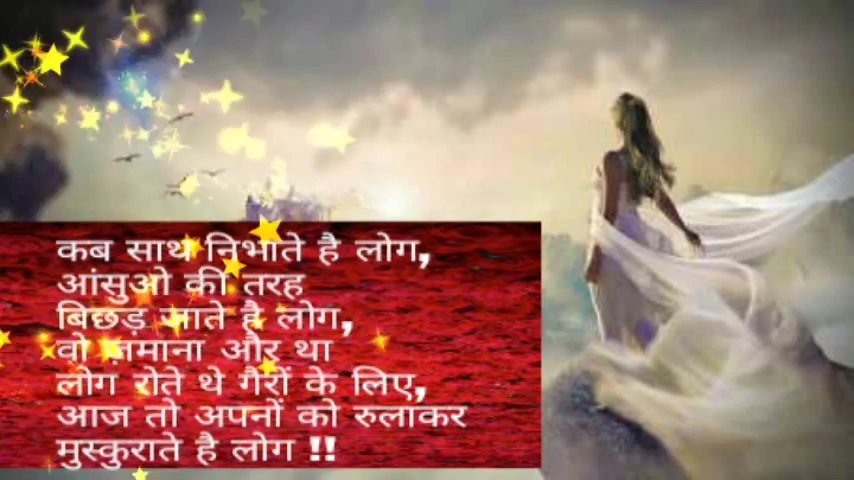 कब साथ निभाते है लोग,
आंसुओ की तरह
बिछड़ जाते है लोग,
वो ज़माना और था
लोग रोते थे गैरों के लिए,
आज तो अपनों को रुलाकर
मुस्कुराते है लोग !!